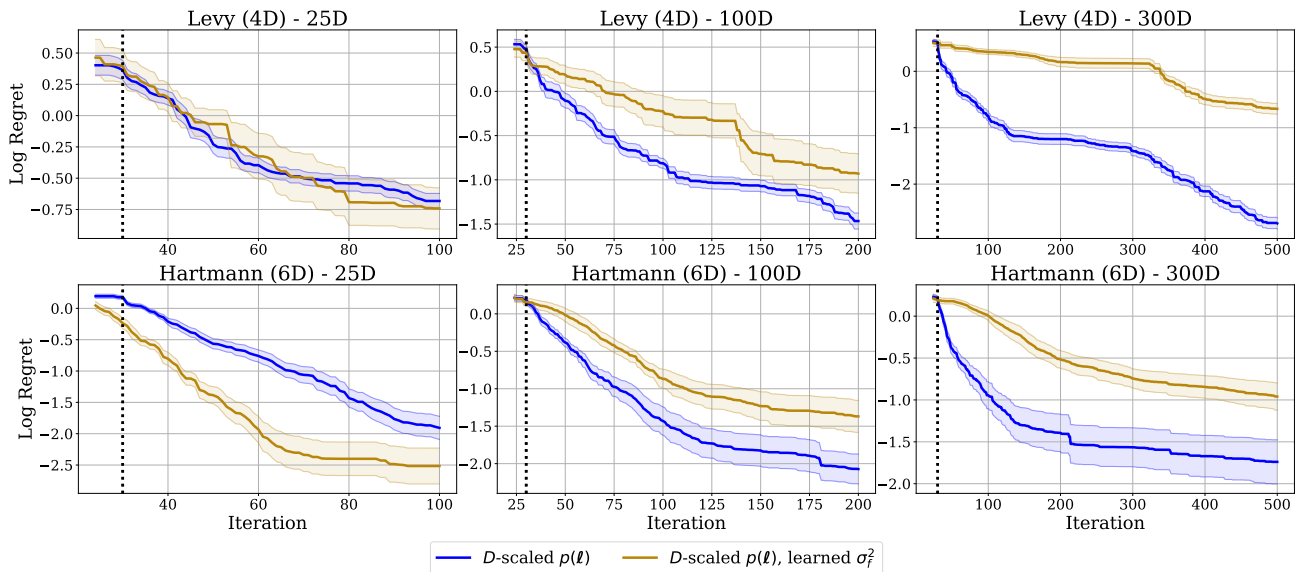 Levy (4D) - 25D
Levy (4D) - 100D
Levy (4D) - 300D
Log Regret
0.50
0.25
0.00
−0.25
−0.50
−0.75
40 60 80 100
0.5
0.0
−0.5
−1.0
−1.5
25 50 75 100 125 150 175 200
0
−1
−2
100 200 300 400 500
Hartmann (6D) - 25D
Hartmann (6D) - 100D
Hartmann (6D) - 300D
Log Regret
0.0
−0.5
−1.0
−1.5
−2.0
−2.5
40 60 80 100
Iteration
0.0
−0.5
−1.0
−1.5
−2.0
25 50 75 100 125 150 175 200
Iteration
0.0
−0.5
−1.0
−1.5
−2.0
100 200 300 400 500
Iteration
D-scaled p(ℓ)
D-scaled p(ℓ), learned σ_f^2